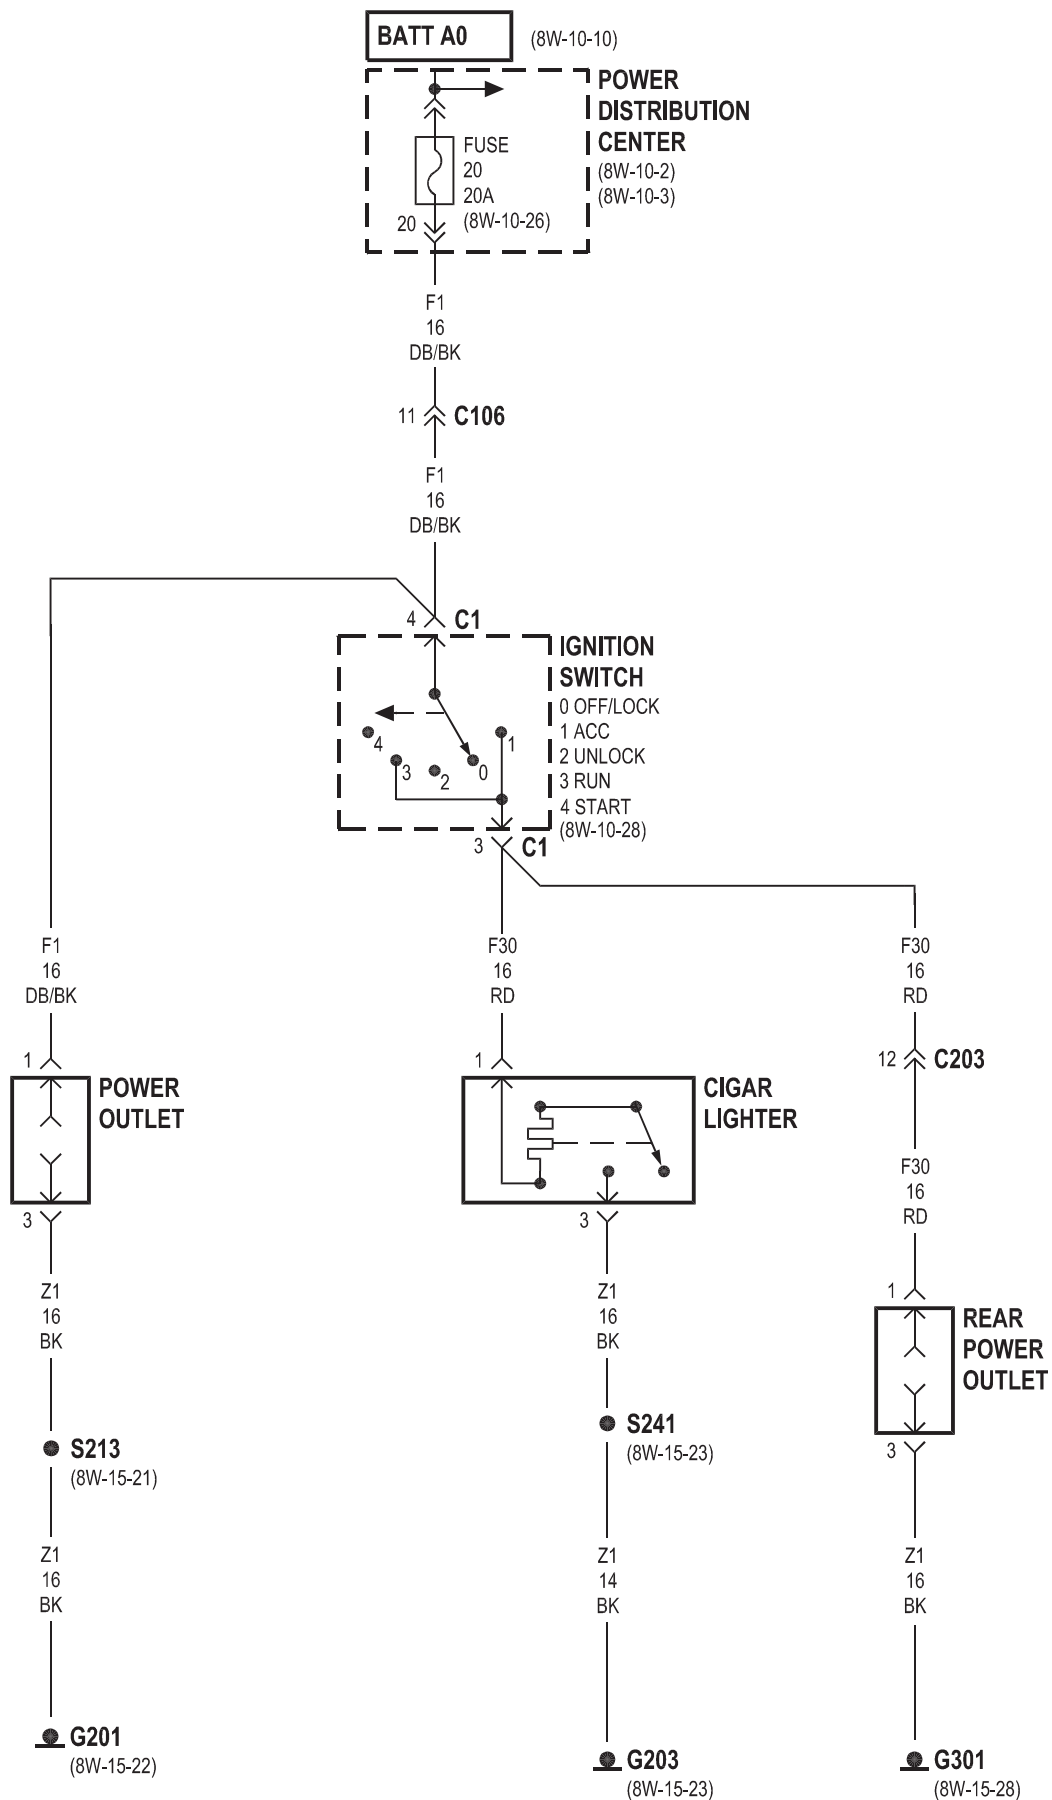 BATT A0
(8W-10-10)
POWER
DISTRIBUTION
CENTER
(8W-10-2)
(8W-10-3)
FUSE
20
20A
(8W-10-26)
20
F1
16
DB/BK
11
C106
F1
16
DB/BK
4
C1
IGNITION
SWITCH
0 OFF/LOCK
1 ACC
2 UNLOCK
3 RUN
4 START
(8W-10-28)
4
3
2
0
1
3
C1
F1
16
DB/BK
F30
16
RD
F30
16
RD
1
POWER
OUTLET
3
1
CIGAR
LIGHTER
3
12
C203
F30
16
RD
1
REAR
POWER
OUTLET
3
Z1
16
BK
Z1
16
BK
S213
(8W-15-21)
S241
(8W-15-23)
Z1
16
BK
Z1
14
BK
Z1
16
BK
G201
(8W-15-22)
G203
(8W-15-23)
G301
(8W-15-28)